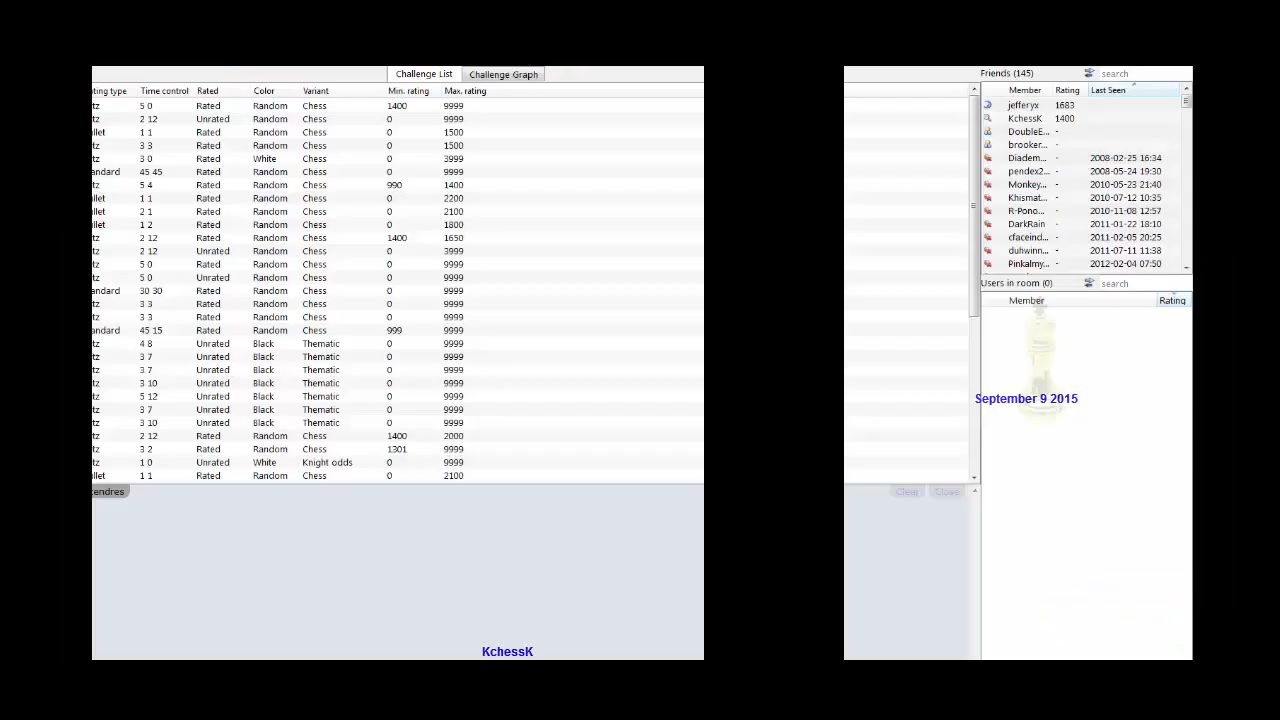 Challenge List Challenge Graph
ting type Time control Rated Color Variant Min. rating Max. rating
tz 5 0 Rated Random Chess 1400 9999
tz 2 12 Unrated Random Chess 0 9999
llet 1 1 Rated Random Chess 0 1500
tz 3 3 Rated Random Chess 0 1500
tz 3 0 Rated White Chess 0 3999
andard 45 45 Rated Random Chess 0 9999
tz 5 4 Rated Random Chess 990 1400
llet 1 1 Rated Random Chess 0 2200
llet 2 1 Rated Random Chess 0 2100
llet 1 2 Rated Random Chess 0 1800
tz 2 12 Rated Random Chess 1400 1650
tz 2 12 Unrated Random Chess 0 3999
tz 5 0 Rated Random Chess 0 9999
tz 5 0 Unrated Random Chess 0 9999
andard 30 30 Rated Random Chess 0 9999
tz 3 3 Rated Random Chess 0 9999
tz 3 3 Rated Random Chess 0 9999
andard 45 15 Rated Random Chess 999 9999
tz 4 8 Unrated Black Thematic 0 9999
tz 3 7 Unrated Black Thematic 0 9999
tz 3 7 Unrated Black Thematic 0 9999
tz 3 10 Unrated Black Thematic 0 9999
tz 5 12 Unrated Black Thematic 0 9999
tz 3 7 Unrated Black Thematic 0 9999
tz 3 10 Unrated Black Thematic 0 9999
tz 2 12 Rated Random Chess 1400 2000
tz 3 2 Rated Random Chess 1301 9999
tz 1 0 Unrated White Knight odds 0 9999
llet 1 1 Rated Random Chess 0 2100
tendres
KchessK
Clear Close
Friends (145) search
Member Rating Last Seen
jefferyx 1683
KchessK 1400
DoubleE... -
brooker... -
Diadem... - 2008-02-25 16:34
pendex2... - 2008-05-24 19:30
Monkey... - 2010-05-23 21:40
Khismat... - 2010-07-12 10:35
R-Pono... - 2010-11-08 12:57
DarkRain - 2011-01-22 18:10
cfaceind... - 2011-02-05 20:25
duhwinn... - 2011-07-11 11:38
Pinkalmy... - 2012-02-04 07:50
Users in room (0) search
Member Rating
September 9 2015